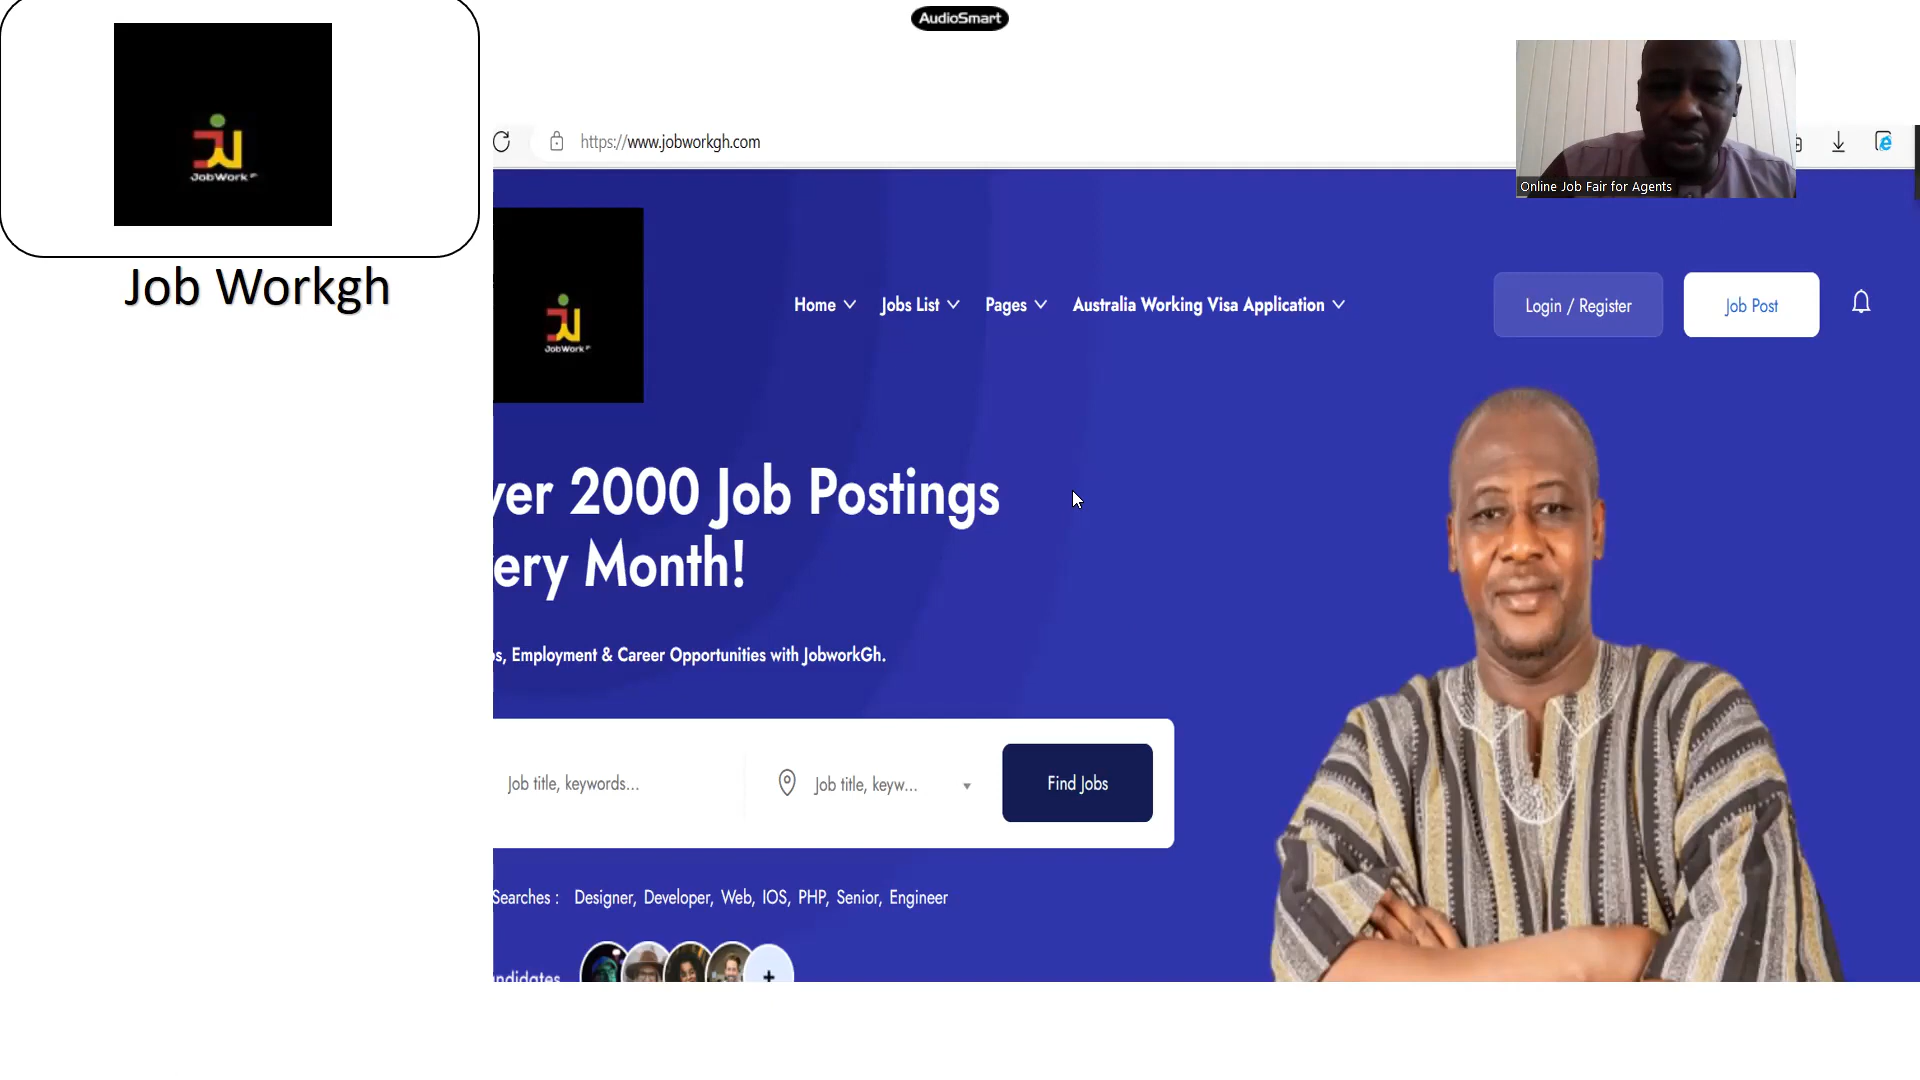 AudioSmart
JobWork
Job Workgh
https://www.jobworkgh.com
Online Job Fair for Agents
JobWork
Home
Jobs List
Pages
Australia Working Visa Application
Login / Register
Job Post
ver 2000 Job Postings
ery Month!
os, Employment & Career Opportunities with JobworkGh.
Job title, keywords...
Job title, keyw...
Find Jobs
Searches : Designer, Developer, Web, IOS, PHP, Senior, Engineer
ndidates
+